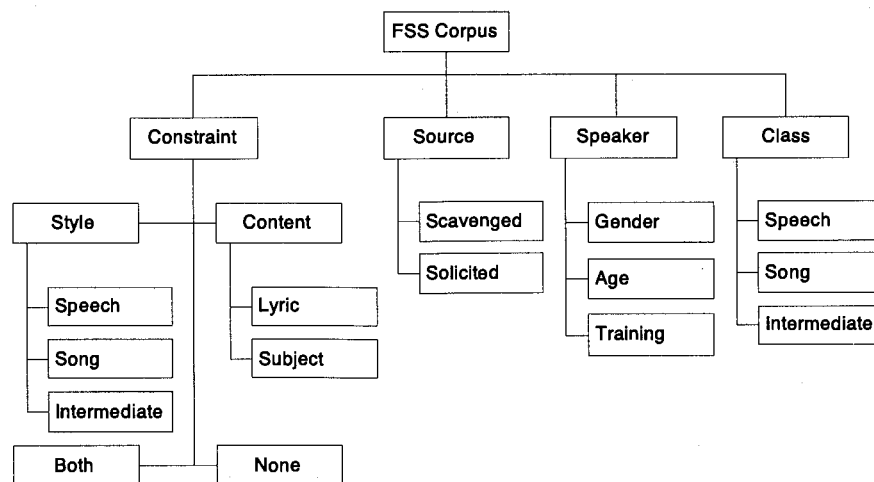 FSS Corpus
Constraint
Source
Speaker
Class
Style
Content
Scavenged
Gender
Speech
Solicited
Age
Song
Speech
Lyric
Training
Intermediate
Song
Subject
Intermediate
Both
None